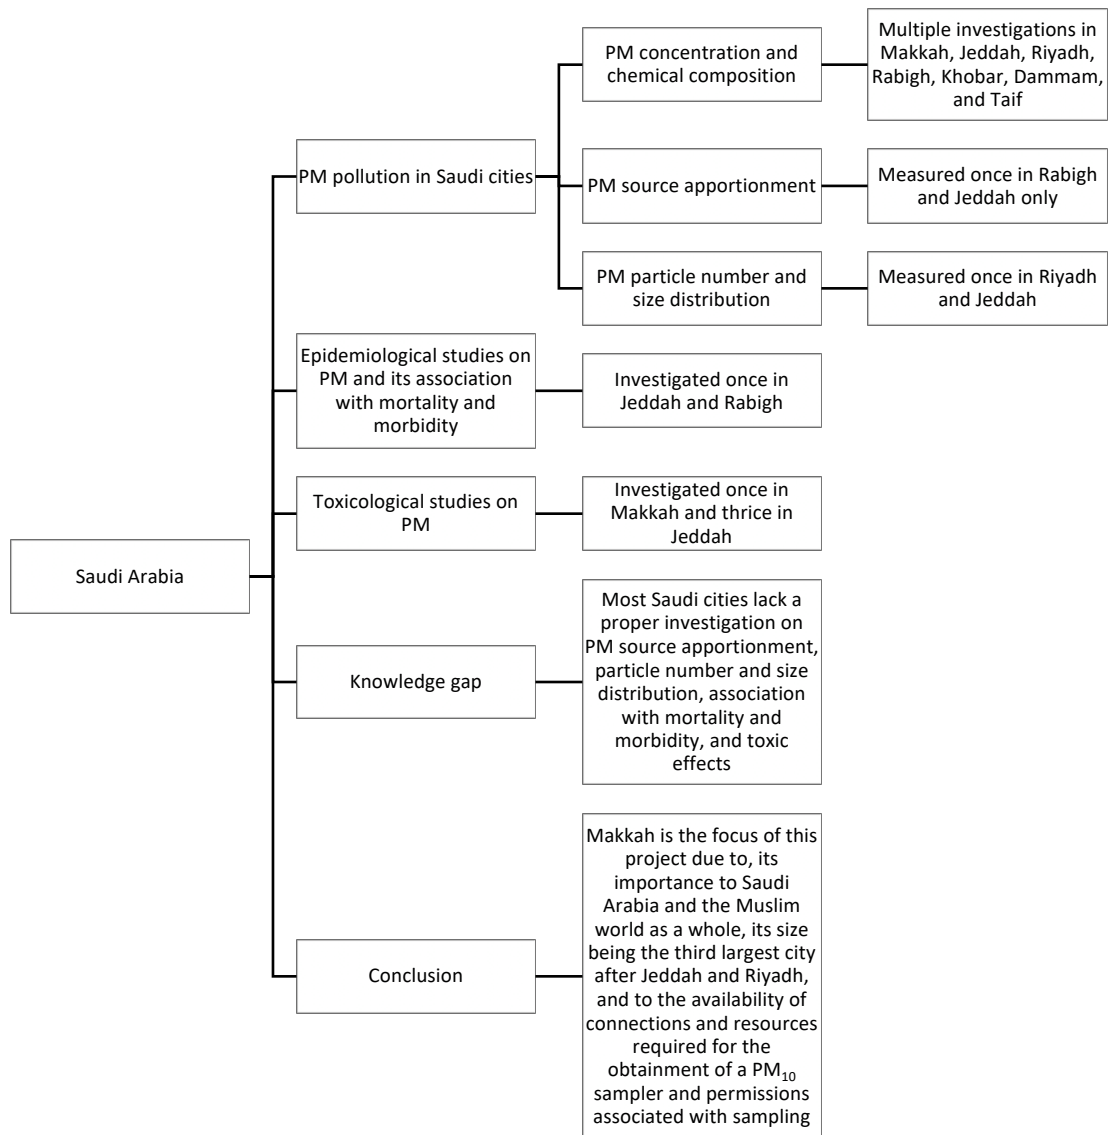 Saudi Arabia
PM pollution in Saudi cities
PM concentration and
chemical composition
Multiple investigations in
Makkah, Jeddah, Riyadh,
Rabigh, Khobar, Dammam,
and Taif
PM source apportionment
Measured once in Rabigh
and Jeddah only
PM particle number and
size distribution
Measured once in Riyadh
and Jeddah
Epidemiological studies on
PM and its association
with mortality and
morbidity
Investigated once in
Jeddah and Rabigh
Toxicological studies on
PM
Investigated once in
Makkah and thrice in
Jeddah
Knowledge gap
Most Saudi cities lack a
proper investigation on
PM source apportionment,
particle number and size
distribution, association
with mortality and
morbidity, and toxic
effects
Conclusion
Makkah is the focus of this
project due to, its
importance to Saudi
Arabia and the Muslim
world as a whole, its size
being the third largest city
after Jeddah and Riyadh,
and to the availability of
connections and resources
required for the
obtainment of a PM₁₀
sampler and permissions
associated with sampling